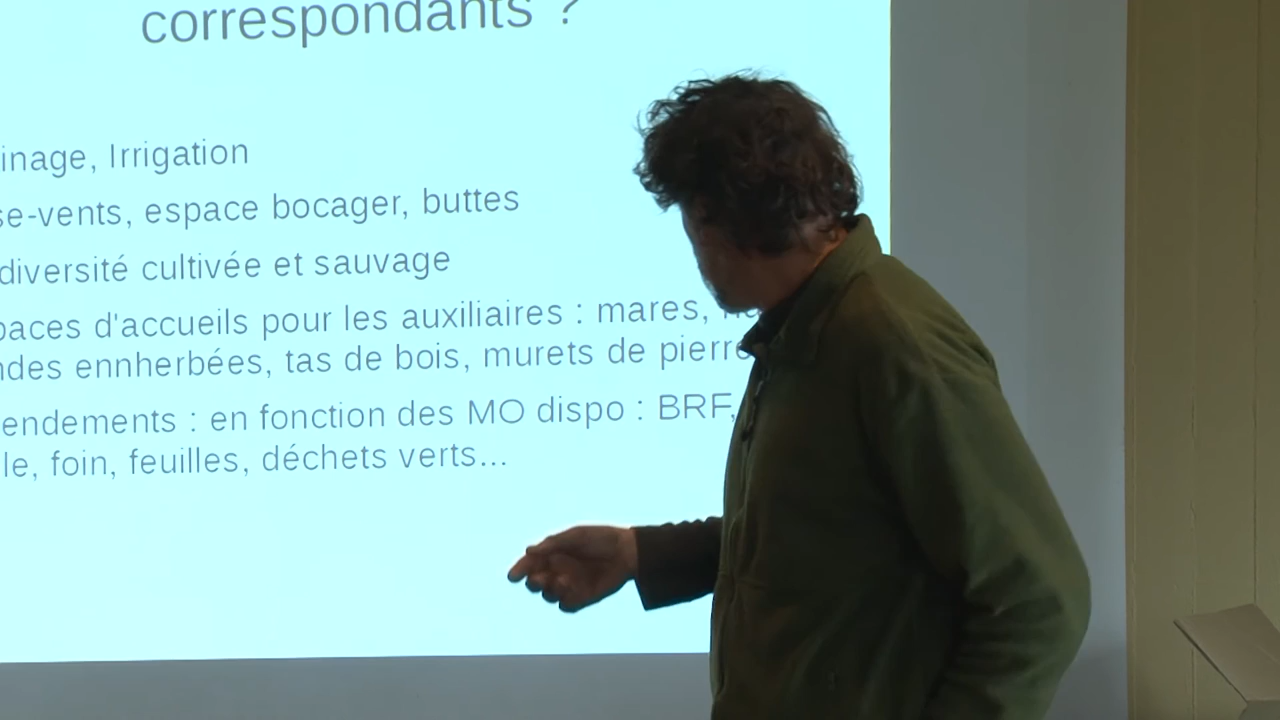 correspondants ?
inage, Irrigation
se-vents, espace bocager, buttes
diversité cultivée et sauvage
paces d'accueils pour les auxiliaires : mares,
ndes ennherbées, tas de bois, murets de pierre
endements : en fonction des MO dispo : BRF,
le, foin, feuilles, déchets verts...